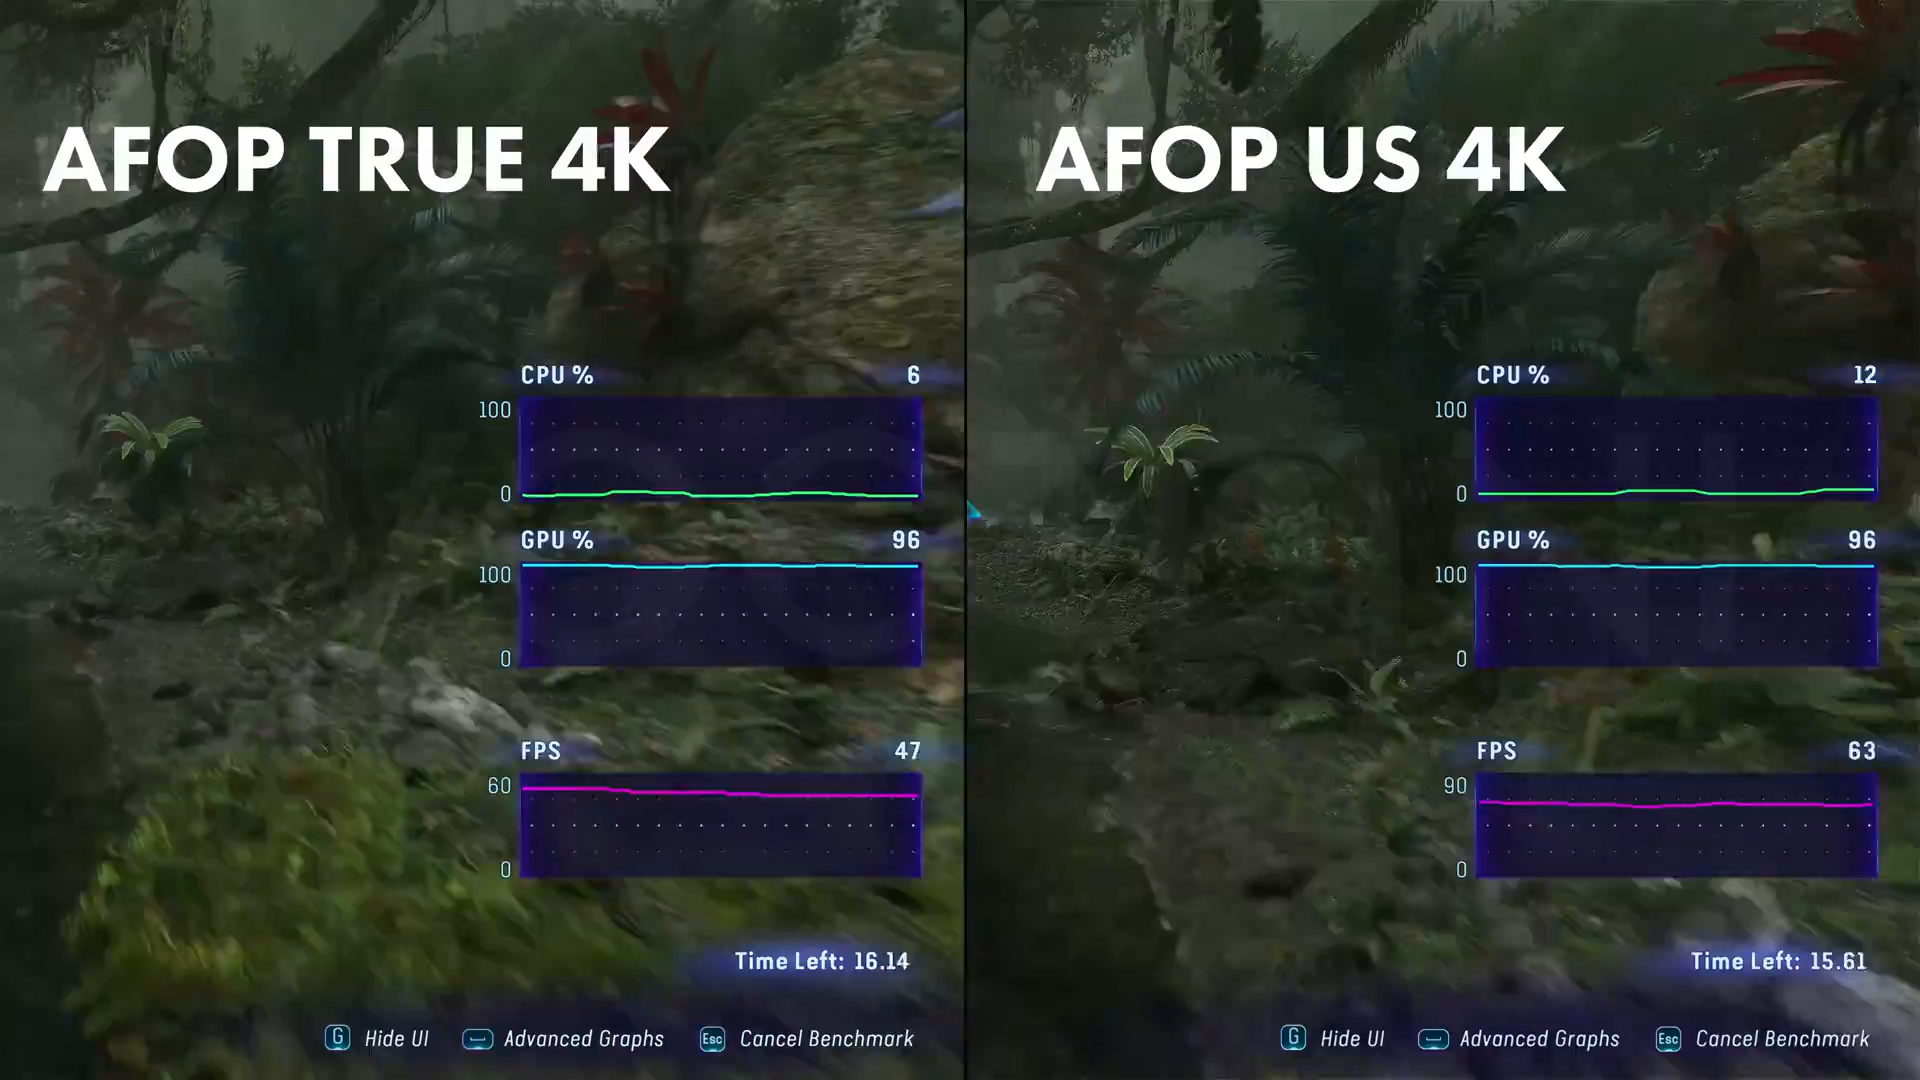 AFOP TRUE 4K
CPU % 6
100
0
GPU % 96
100
0
FPS 47
60
0
Time Left: 16.14
G Hide UI Advanced Graphs Esc Cancel Benchmark
AFOP US 4K
CPU % 12
100
0
GPU % 96
100
0
FPS 63
90
0
Time Left: 15.61
G Hide UI Advanced Graphs Esc Cancel Benchmark